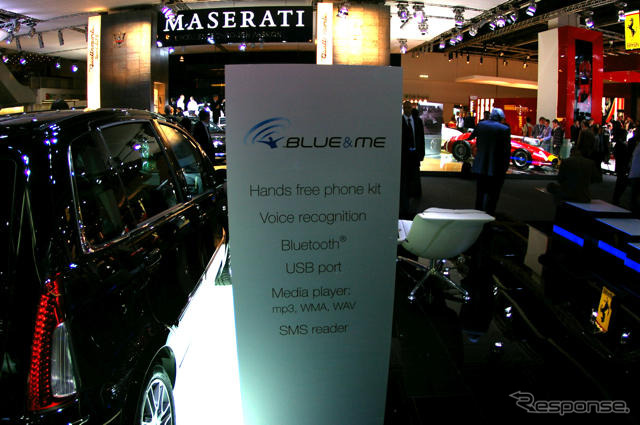 MASERATI
BLUE&ME
Hands free phone kit
Voice recognition
Bluetooth®
USB port
Media player:
mp3, WMA, WAV
SMS reader
Response.